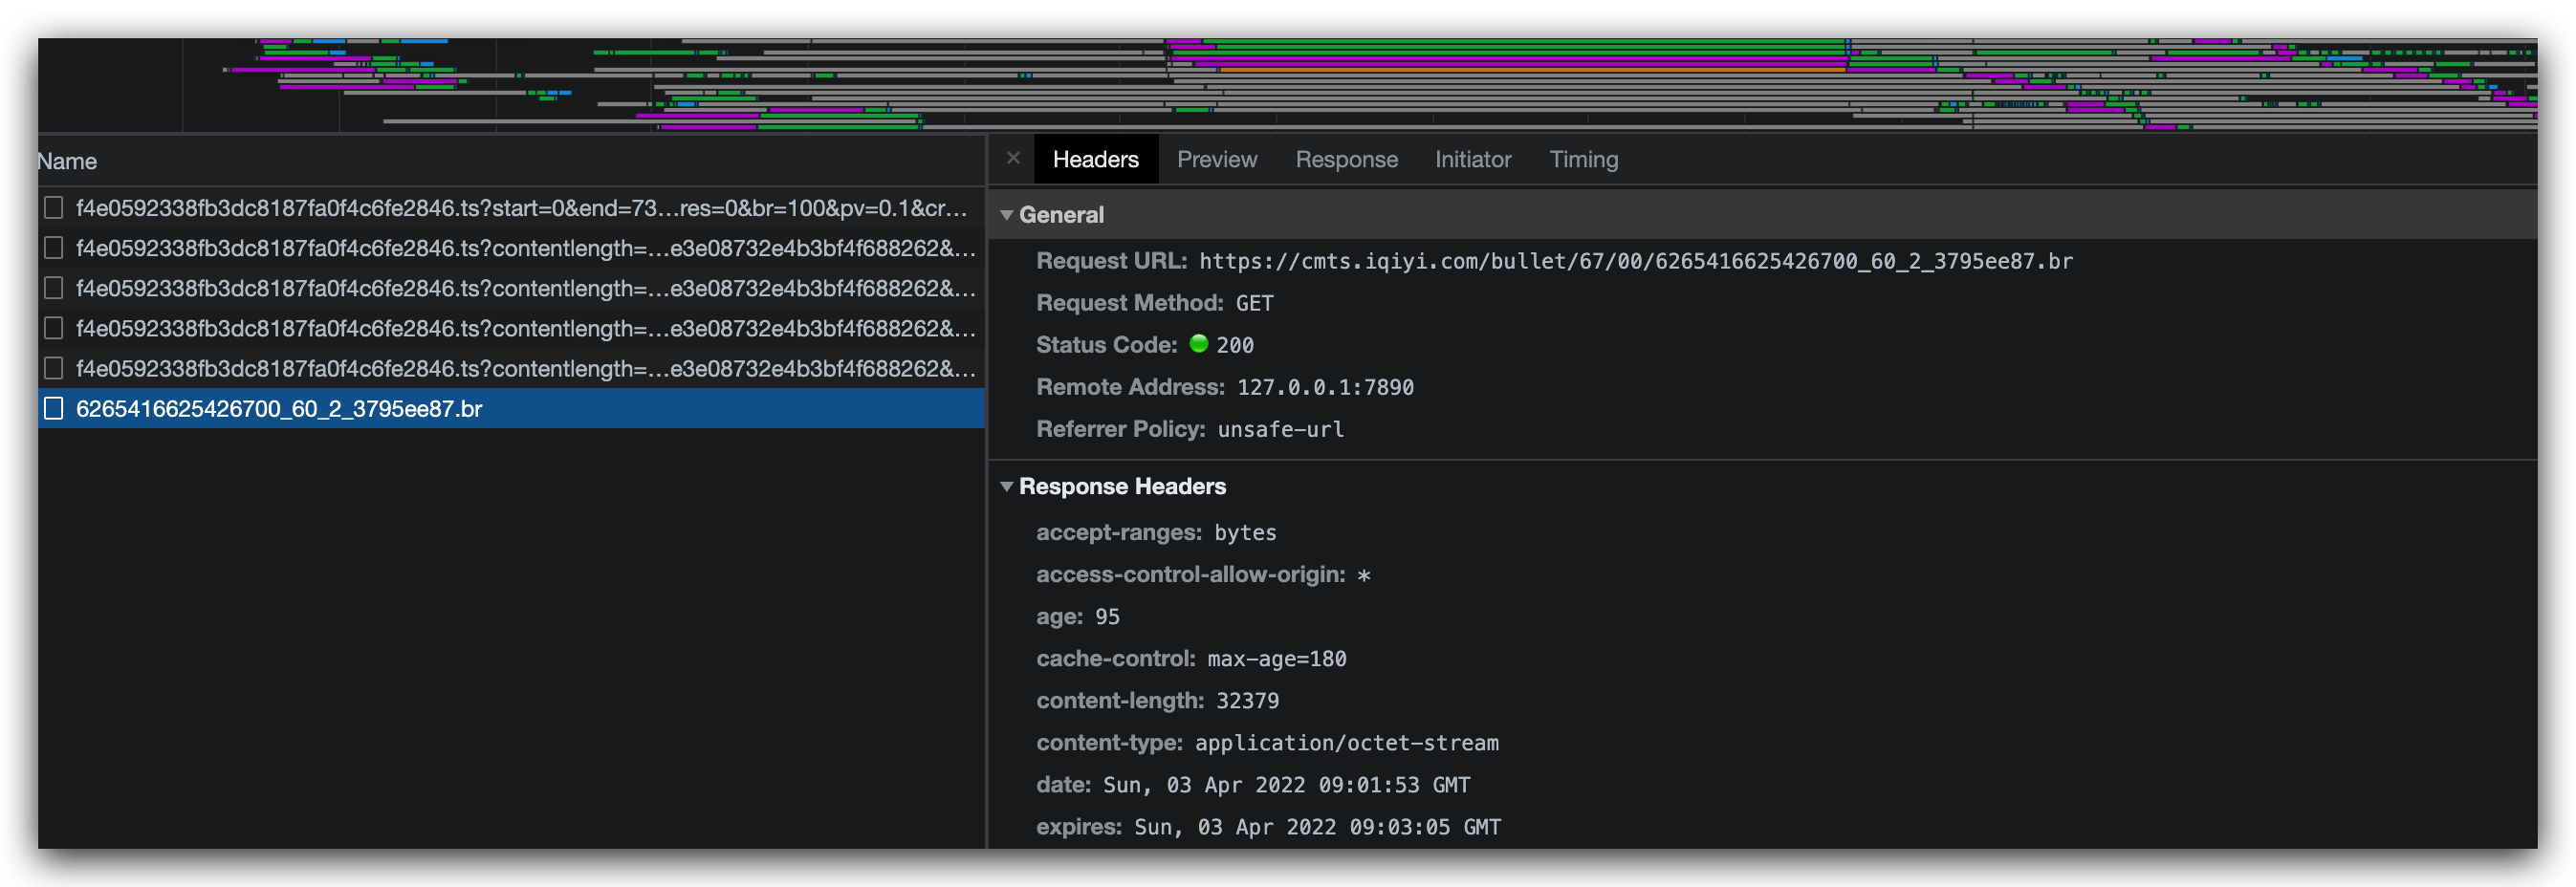 Name
f4e0592338fb3dc8187fa0f4c6fe2846.ts?start=0&end=73...res=0&br=100&pv=0.1&cr...
f4e0592338fb3dc8187fa0f4c6fe2846.ts?contentlength=...e3e08732e4b3bf4f688262&...
f4e0592338fb3dc8187fa0f4c6fe2846.ts?contentlength=...e3e08732e4b3bf4f688262&...
f4e0592338fb3dc8187fa0f4c6fe2846.ts?contentlength=...e3e08732e4b3bf4f688262&...
f4e0592338fb3dc8187fa0f4c6fe2846.ts?contentlength=...e3e08732e4b3bf4f688262&...
6265416625426700_60_2_3795ee87.br
× Headers Preview Response Initiator Timing
General
Request URL: https://cmts.iqiyi.com/bullet/67/00/6265416625426700_60_2_3795ee87.br
Request Method: GET
Status Code: 200
Remote Address: 127.0.0.1:7890
Referrer Policy: unsafe-url
Response Headers
accept-ranges: bytes
access-control-allow-origin: *
age: 95
cache-control: max-age=180
content-length: 32379
content-type: application/octet-stream
date: Sun, 03 Apr 2022 09:01:53 GMT
expires: Sun, 03 Apr 2022 09:03:05 GMT